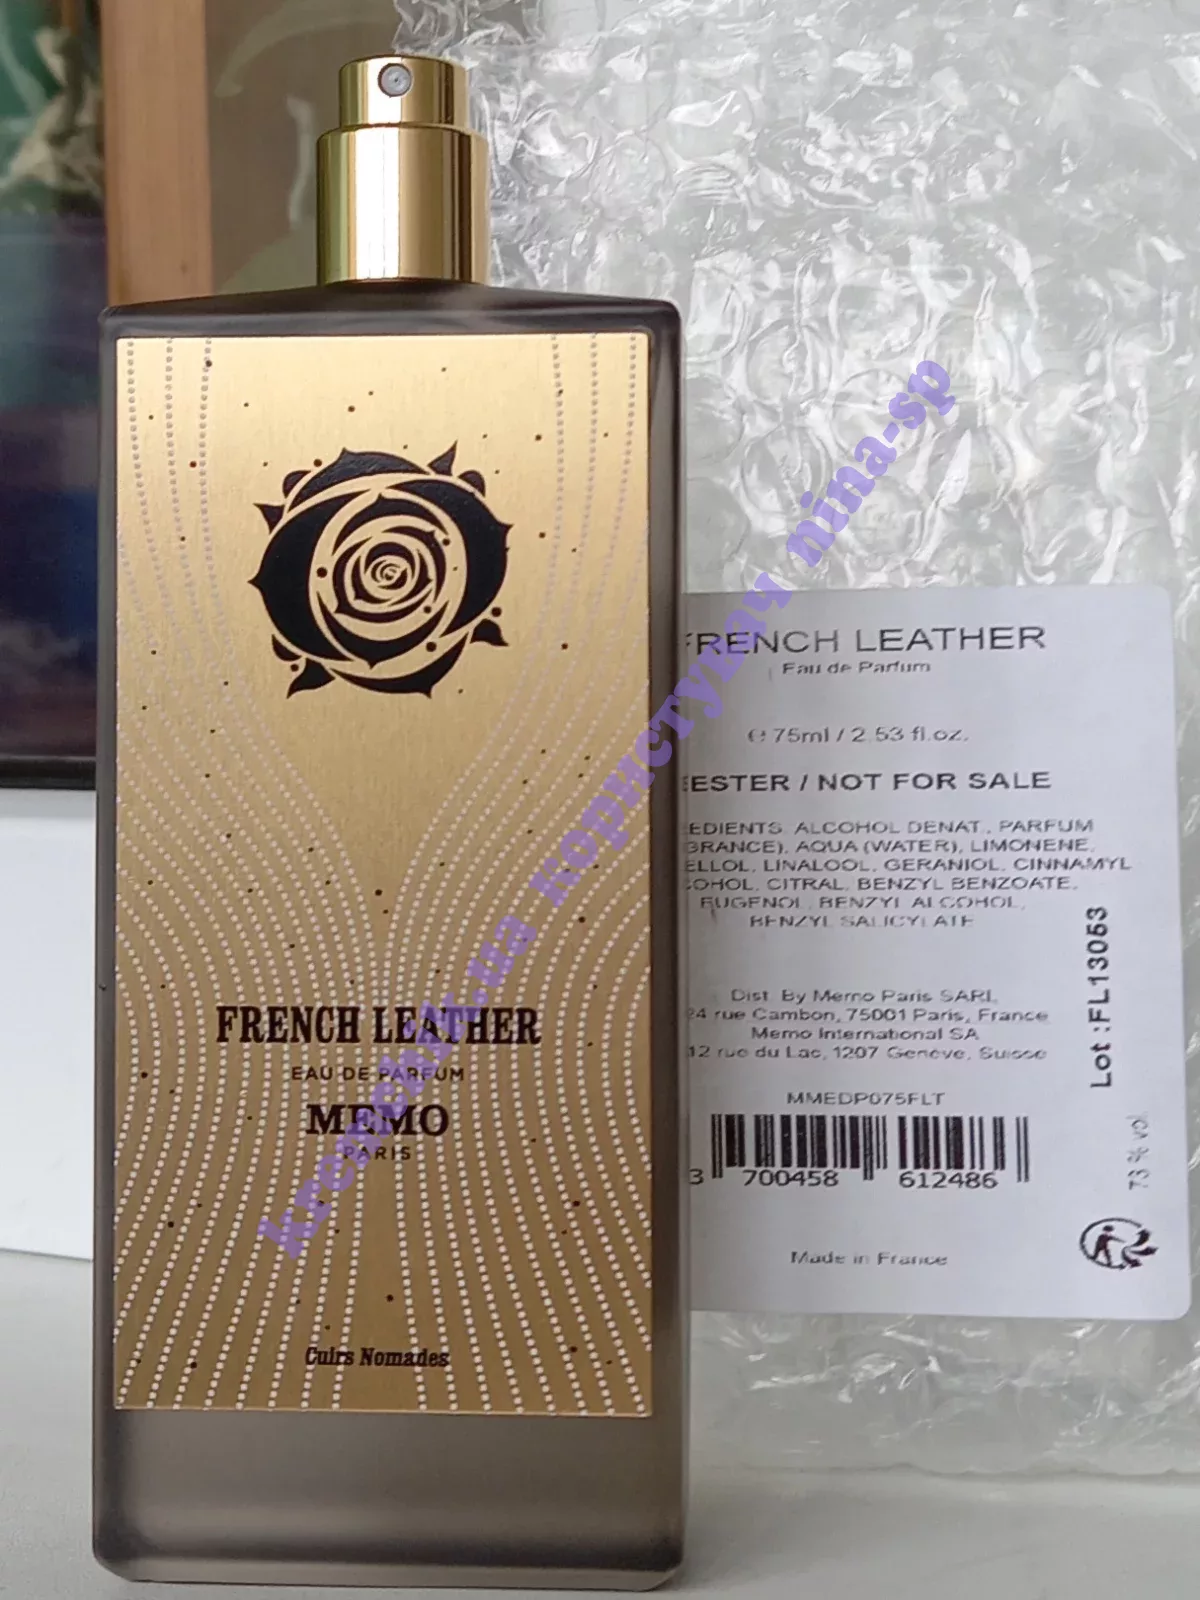 FRENCH LEATHER
EAU DE PARFUM
MEMO
PARIS
Cuirs Nomades
FRENCH LEATHER
Eau de Parfum
e 75ml / 2.53 fl.oz.
ESTER / NOT FOR SALE
EDIENTS. ALCOHOL DENAT., PARFUM
GRANCE), AQUA (WATER), LIMONENE,
ELLOL, LINALOOL, GERANIOL, CINNAMYL
COHOL, CITRAL, BENZYL BENZOATE,
EUGENOL, BENZYL ALCOHOL,
BENZYL SALICYLATE
Dist. By Memo Paris SARL
24 rue Cambon, 75001 Paris, France
Memo International SA
12 rue du Lac, 1207 Genève, Suisse
MMEDP075FLT
3 700458 612486
Made in France
Lot :FL13053
73 % vol.
kremenik.ua користувач nina-sp